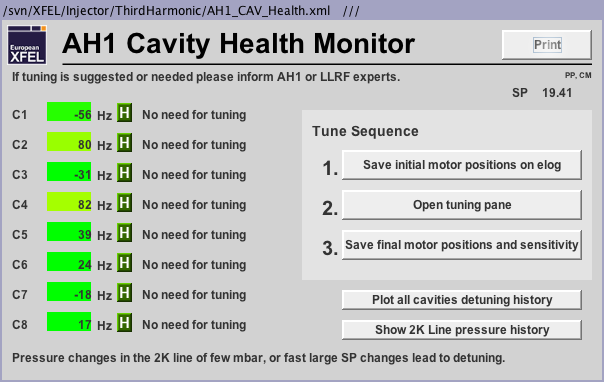 /svn/XFEL/Injector/ThirdHarmonic/AH1_CAV_Health.xml ///
European
XFEL
AH1 Cavity Health Monitor
Print
If tuning is suggested or needed please inform AH1 or LLRF experts.
PP, CM
SP 19.41
C1 -56 Hz H No need for tuning
C2 80 Hz H No need for tuning
C3 -31 Hz H No need for tuning
C4 82 Hz H No need for tuning
C5 39 Hz H No need for tuning
C6 24 Hz H No need for tuning
C7 -18 Hz H No need for tuning
C8 17 Hz H No need for tuning
Tune Sequence
1. Save initial motor positions on elog
2. Open tuning pane
3. Save final motor positions and sensitivity
Plot all cavities detuning history
Show 2K Line pressure history
Pressure changes in the 2K line of few mbar, or fast large SP changes lead to detuning.